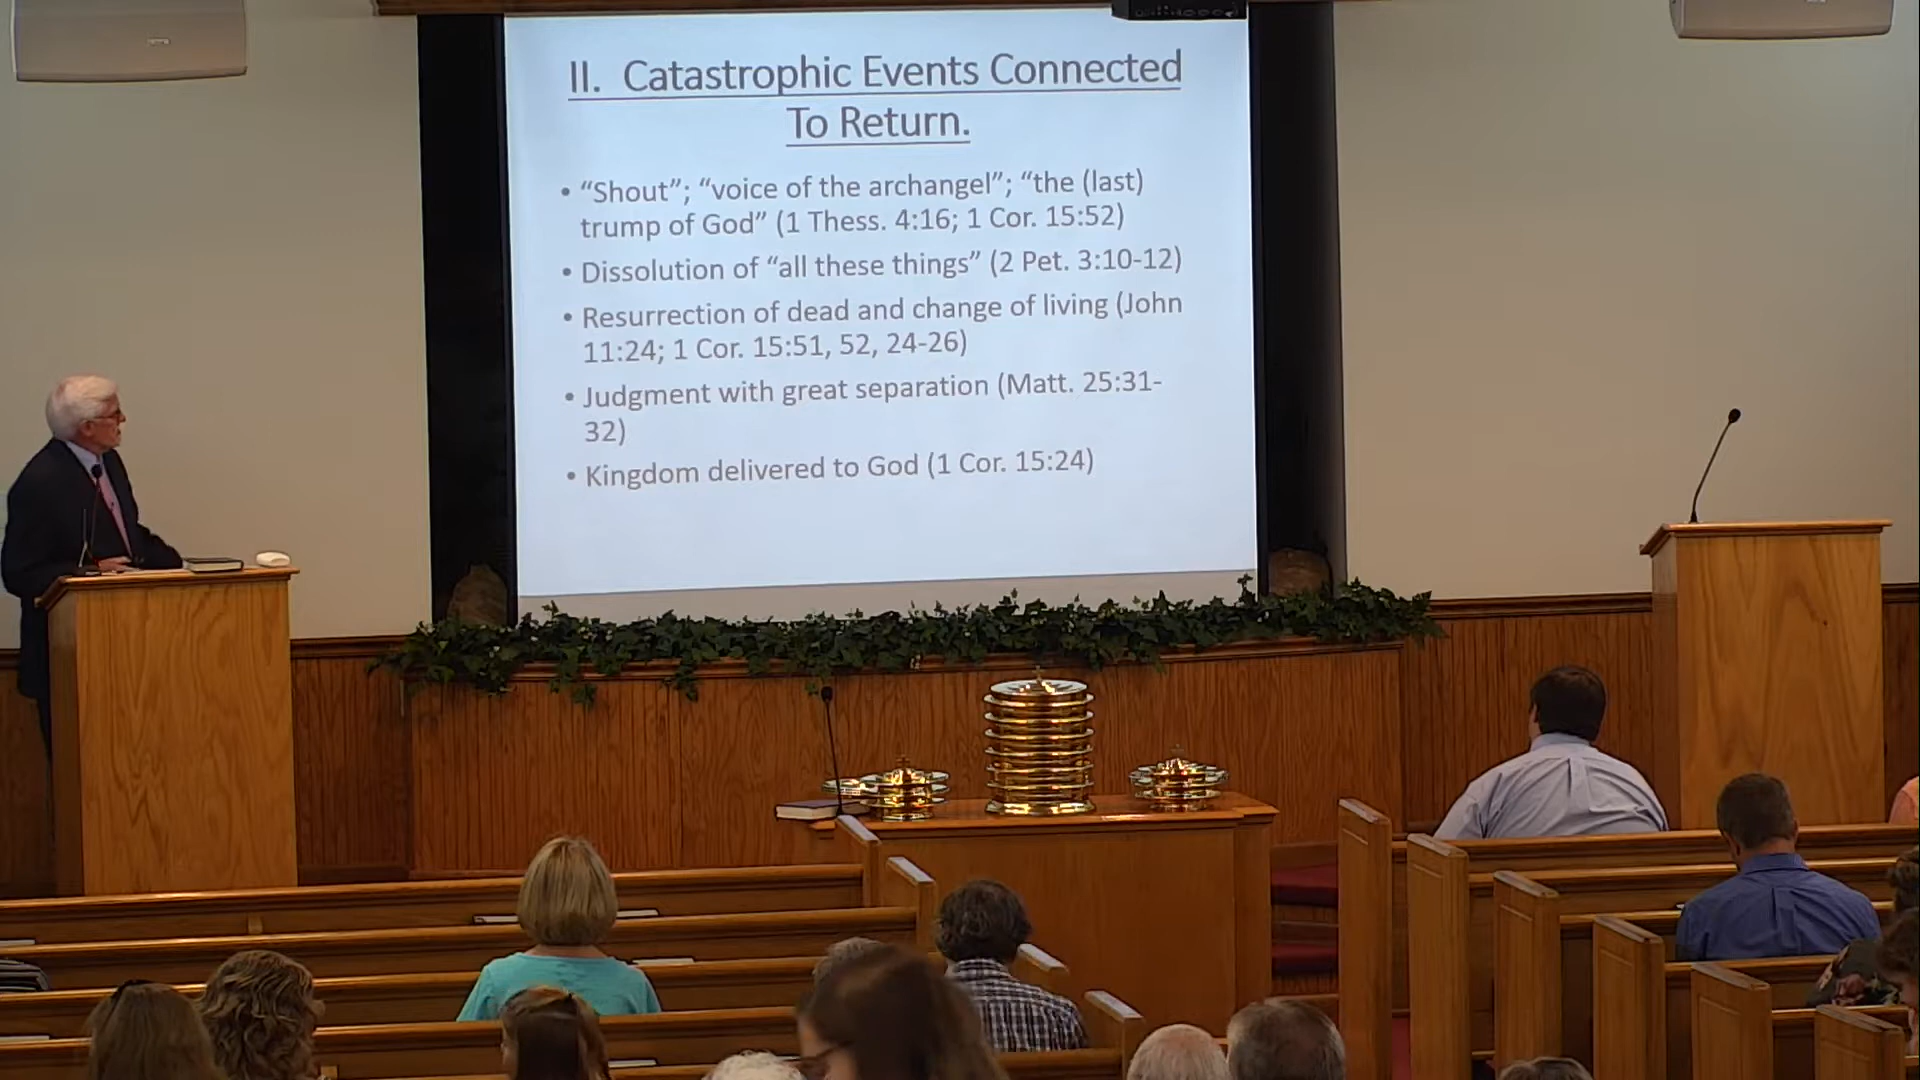 II. Catastrophic Events Connected
To Return.
• “Shout”; “voice of the archangel”; “the (last)
trump of God” (1 Thess. 4:16; 1 Cor. 15:52)
• Dissolution of “all these things” (2 Pet. 3:10-12)
• Resurrection of dead and change of living (John
11:24; 1 Cor. 15:51, 52, 24-26)
• Judgment with great separation (Matt. 25:31-
32)
• Kingdom delivered to God (1 Cor. 15:24)